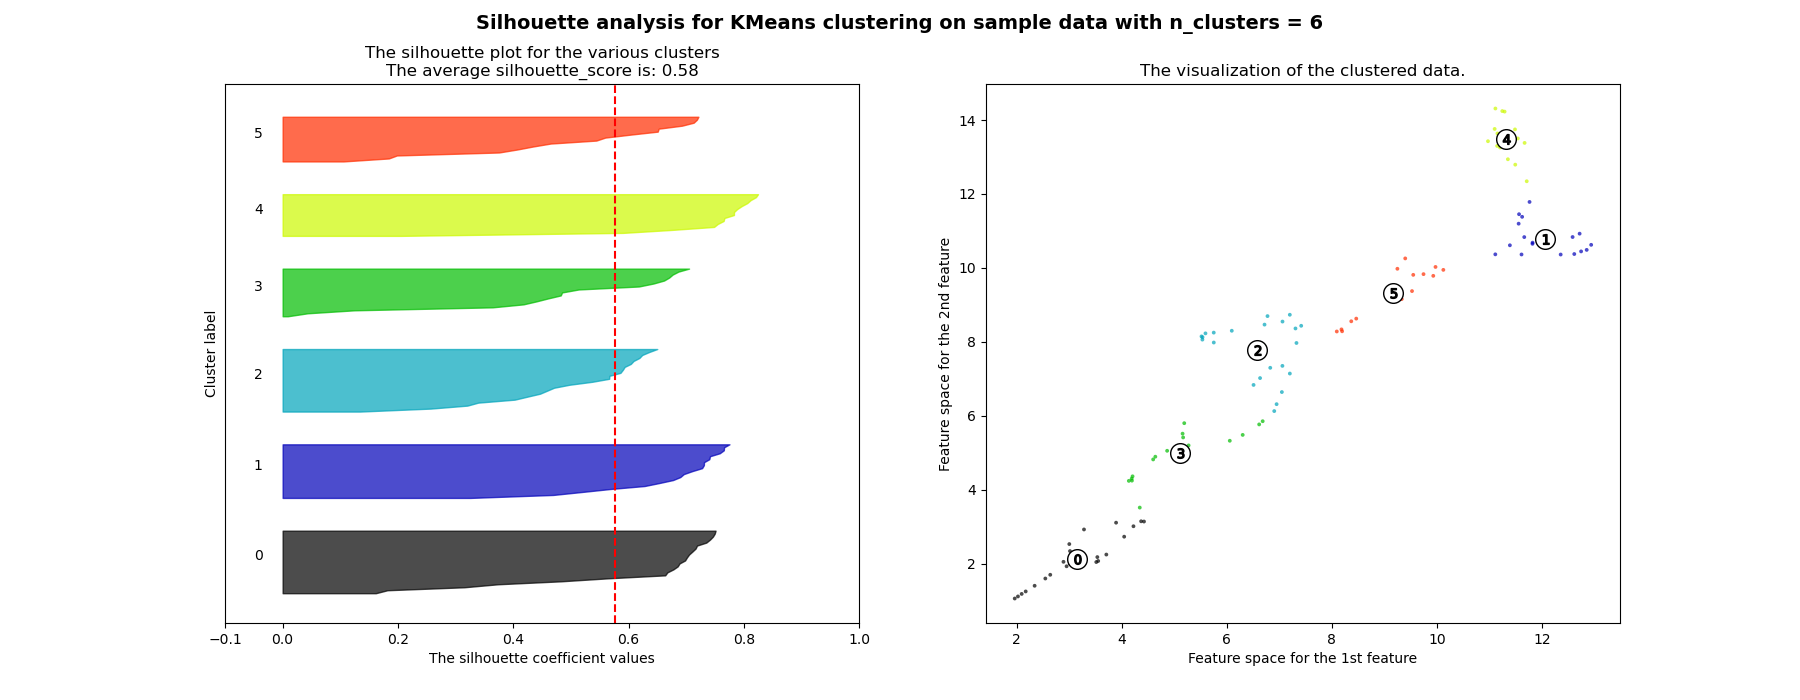 Silhouette analysis for KMeans clustering on sample data with n_clusters = 6
The silhouette plot for the various clusters
The average silhouette_score is: 0.58
5
4
3
2
1
0
Cluster label
−0.1 0.0 0.2 0.4 0.6 0.8 1.0
The silhouette coefficient values
The visualization of the clustered data.
14
12
10
8
6
4
2
Feature space for the 2nd feature
4
1
5
2
3
0
2 4 6 8 10 12
Feature space for the 1st feature